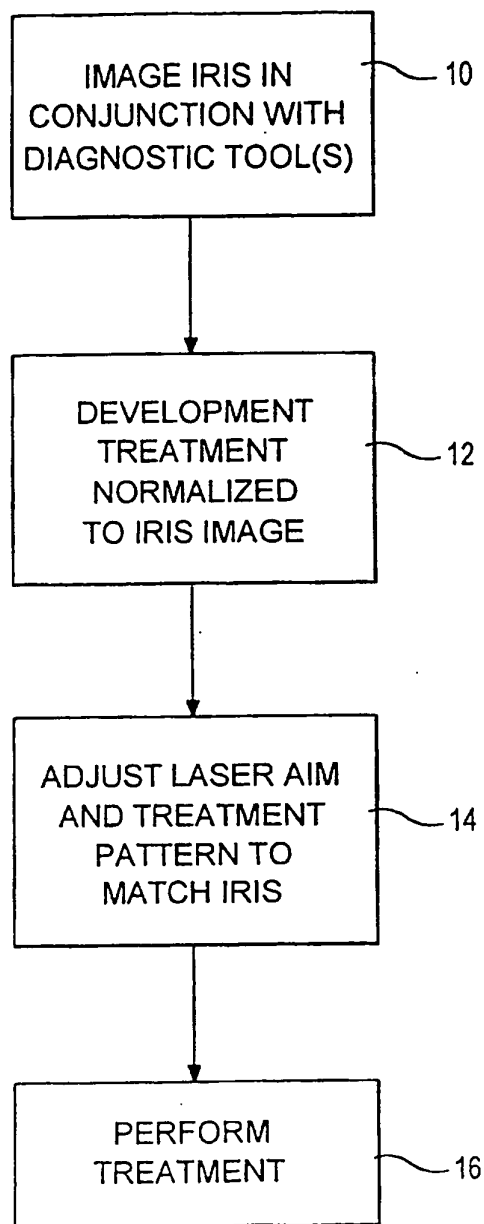 IMAGE IRIS IN
CONJUNCTION WITH
DIAGNOSTIC TOOL(S)
10
DEVELOPMENT
TREATMENT
NORMALIZED
TO IRIS IMAGE
12
ADJUST LASER AIM
AND TREATMENT
PATTERN TO
MATCH IRIS
14
PERFORM
TREATMENT
16